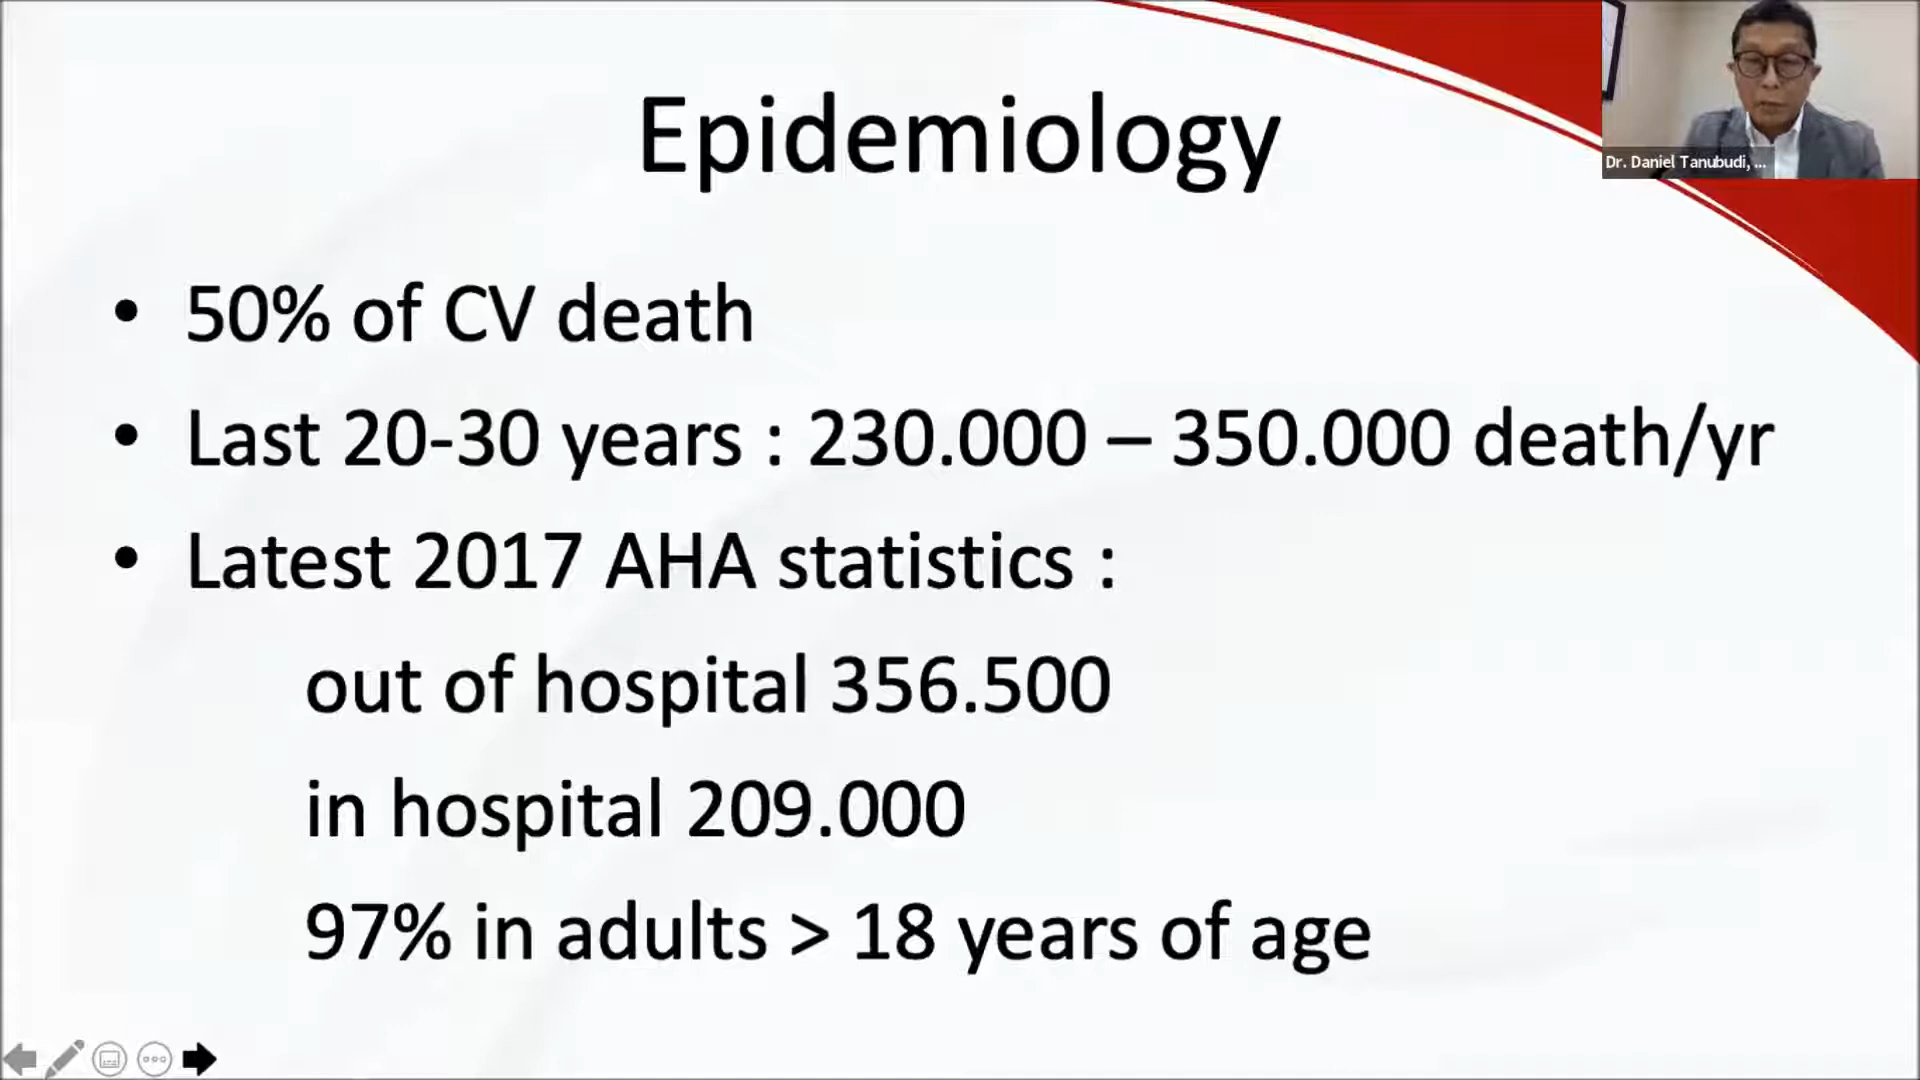 Epidemiology
Dr. Daniel Tanubudi, ...
• 50% of CV death
• Last 20-30 years : 230.000 – 350.000 death/yr
• Latest 2017 AHA statistics :
out of hospital 356.500
in hospital 209.000
97% in adults > 18 years of age